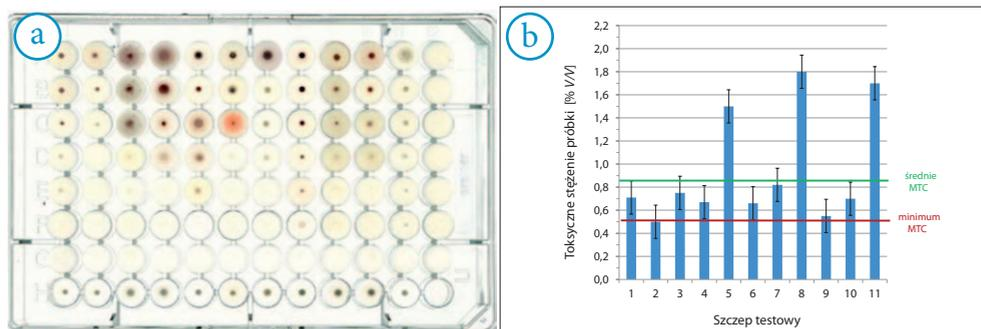 a
b
2,2
2,0
1,8
1,6
1,4
1,2
1,0
0,8
0,6
0,4
0,2
0,0
Toksyczne stężenie próbki [% V/V]
1 2 3 4 5 6 7 8 9 10 11
Szczep testowy
średnie
MTC
minimum
MTC